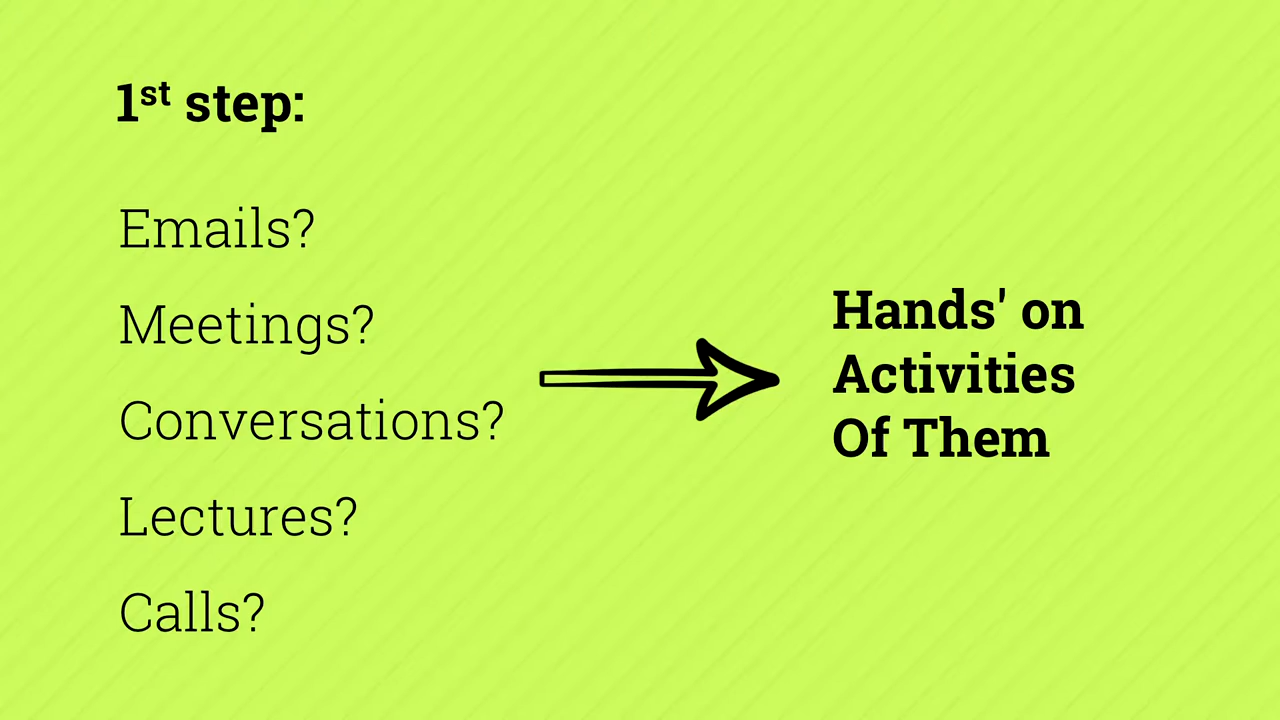 1st step:
Emails?
Meetings?
Conversations?
Lectures?
Calls?
Hands' on
Activities
Of Them